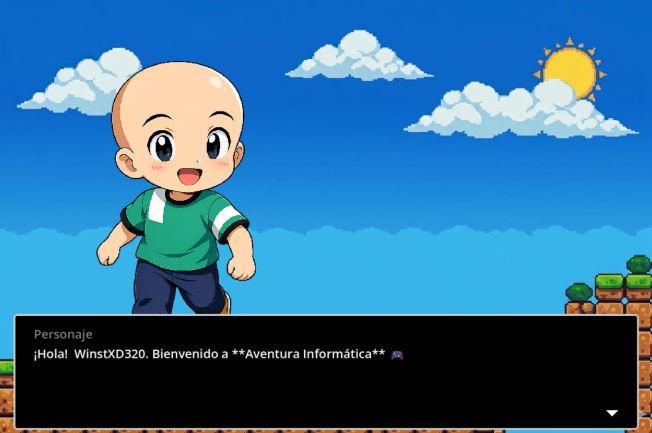 Personaje
¡Hola! WinstXD320. Bienvenido a **Aventura Informática** 🎮